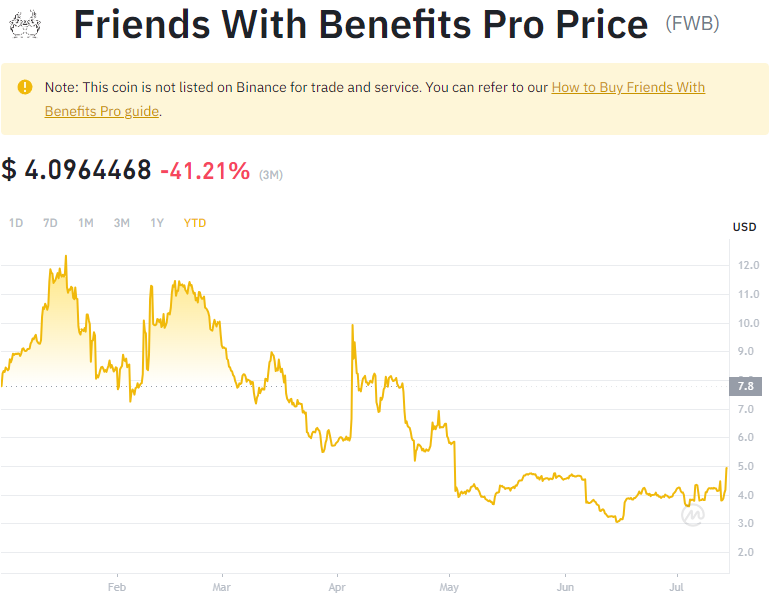 Friends With Benefits Pro Price (FWB)
Note: This coin is not listed on Binance for trade and service. You can refer to our How to Buy Friends With
Benefits Pro guide.
$ 4.0964468 -41.21% (3M)
1D 7D 1M 3M 1Y YTD
USD
12.0
11.0
10.0
9.0
7.8
7.0
6.0
5.0
4.0
3.0
2.0
Feb Mar Apr May Jun Jul